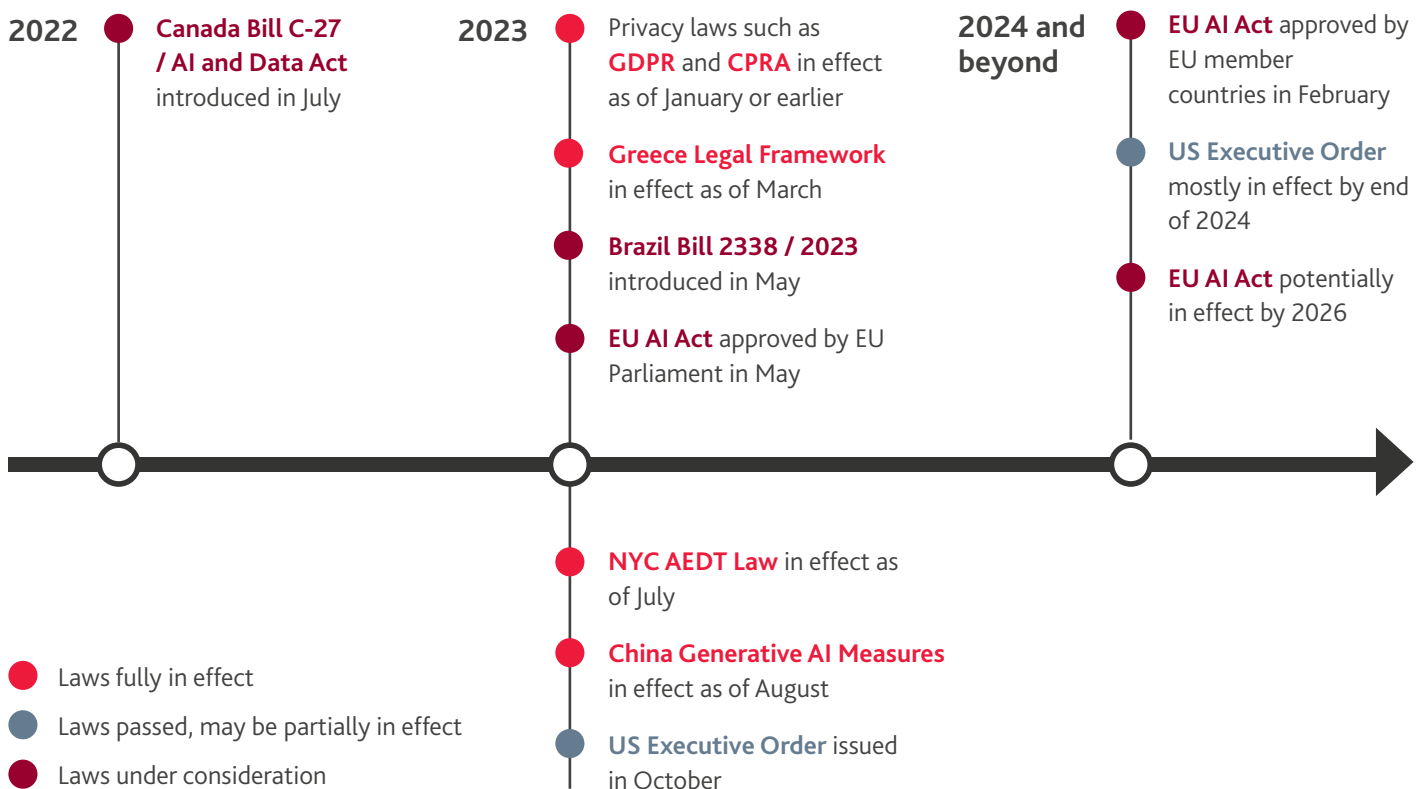 2022
Canada Bill C-27
/ AI and Data Act
introduced in July
2023
Privacy laws such as
GDPR and CPRA in effect
as of January or earlier
Greece Legal Framework
in effect as of March
Brazil Bill 2338 / 2023
introduced in May
EU AI Act approved by EU
Parliament in May
NYC AEDT Law in effect as
of July
China Generative AI Measures
in effect as of August
US Executive Order issued
in October
2024 and
beyond
EU AI Act approved by
EU member
countries in February
US Executive Order
mostly in effect by end
of 2024
EU AI Act potentially
in effect by 2026
Laws fully in effect
Laws passed, may be partially in effect
Laws under consideration